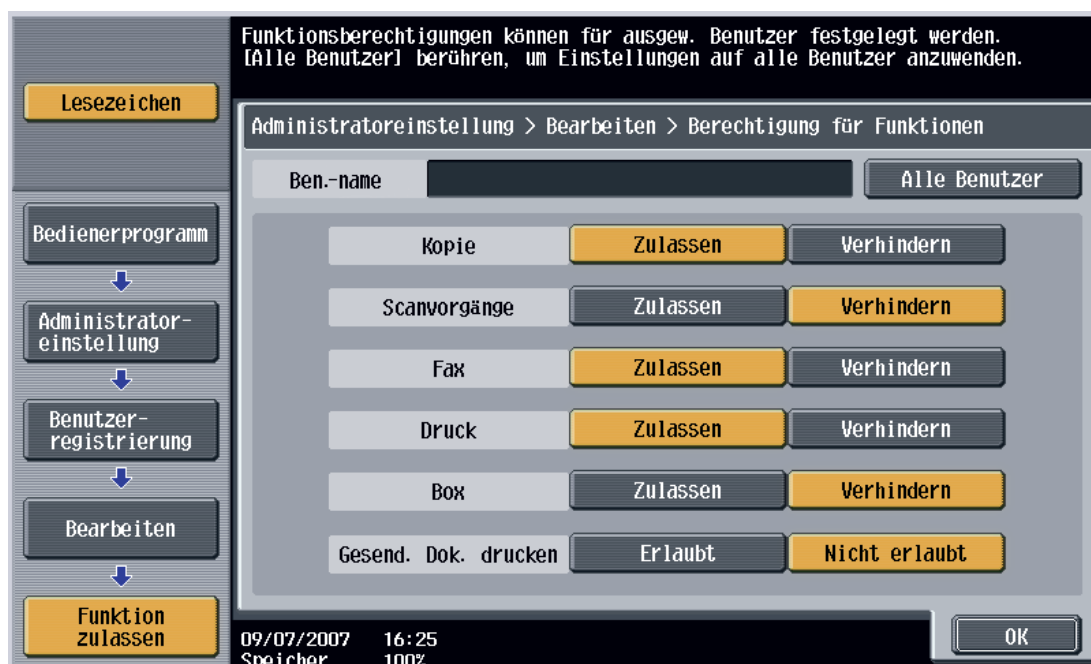 Funktionsberechtigungen können für ausgew. Benutzer festgelegt werden.
[Alle Benutzer] berühren, um Einstellungen auf alle Benutzer anzuwenden.
Lesezeichen
Administratoreinstellung > Bearbeiten > Berechtigung für Funktionen
Ben.-name Alle Benutzer
Bedienerprogramm
Administrator-
einstellung
Benutzer-
registrierung
Bearbeiten
Funktion
zulassen
Kopie Zulassen Verhindern
Scanvorgänge Zulassen Verhindern
Fax Zulassen Verhindern
Druck Zulassen Verhindern
Box Zulassen Verhindern
Gesend. Dok. drucken Erlaubt Nicht erlaubt
09/07/2007 16:25
Speicher 100%
OK